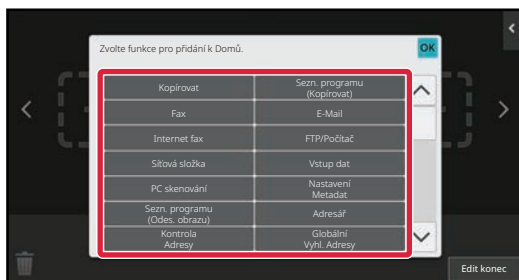 Zvolte funkce pro přidání k Domů.
OK
Kopírovat
Sezn. programu
(Kopírovat)
Fax
E-Mail
Internet fax
FTP/Počítač
Síťová složka
Vstup dat
PC skenování
Nastavení
Metadat
Sezn. programu
(Odes. obrazu)
Adresář
Kontrola
Adresy
Globální
Vyhl. Adresy
Edit konec